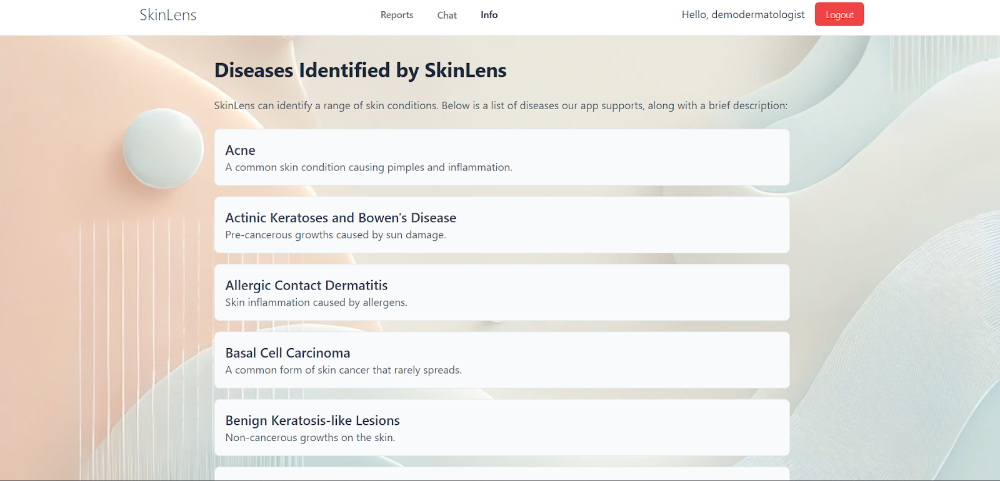 SkinLens
Reports
Chat
Info
Hello, demodermatologist
Logout
Diseases Identified by SkinLens
SkinLens can identify a range of skin conditions. Below is a list of diseases our app supports, along with a brief description:
Acne
A common skin condition causing pimples and inflammation.
Actinic Keratoses and Bowen's Disease
Pre-cancerous growths caused by sun damage.
Allergic Contact Dermatitis
Skin inflammation caused by allergens.
Basal Cell Carcinoma
A common form of skin cancer that rarely spreads.
Benign Keratosis-like Lesions
Non-cancerous growths on the skin.